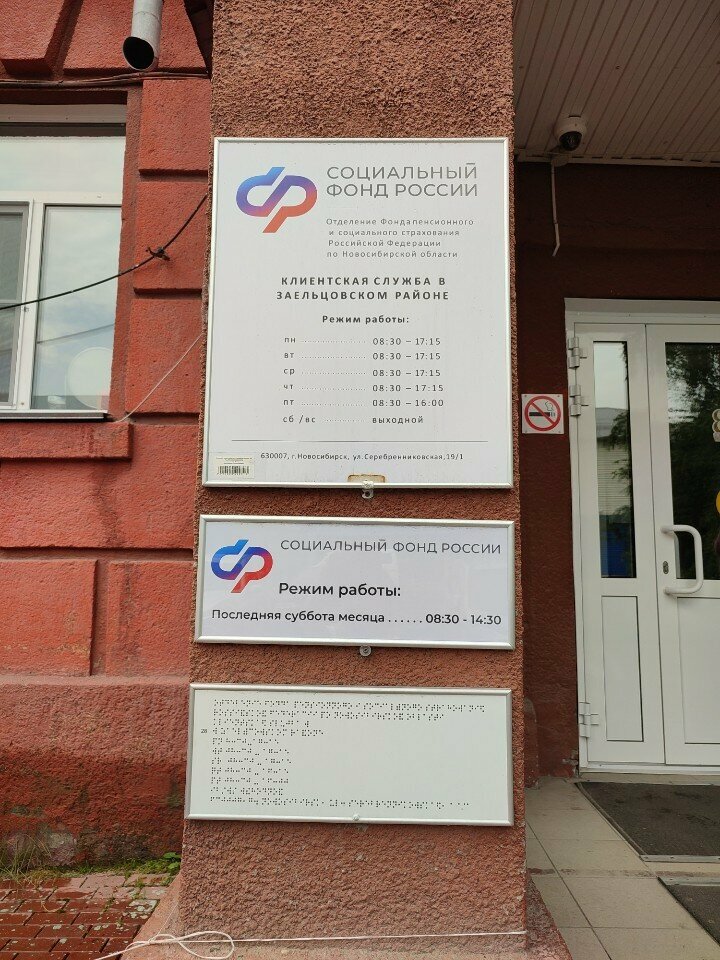 СОЦИАЛЬНЫЙ
ФОНД РОССИИ
Отделение Фонда пенсионного
и социального страхования
Российской Федерации
по Новосибирской области
КЛИЕНТСКАЯ СЛУЖБА В
ЗАЕЛЬЦОВСКОМ РАЙОНЕ
Режим работы:
пн .................... 08:30 – 17:15
вт .................... 08:30 – 17:15
ср .................... 08:30 – 17:15
чт .................... 08:30 – 17:15
пт .................... 08:30 – 16:00
сб /вс ............... выходной
630007, г.Новосибирск, ул.Серебренниковская,19/1
СОЦИАЛЬНЫЙ ФОНД РОССИИ
Режим работы:
Последняя суббота месяца . . . . . . 08:30 - 14:30